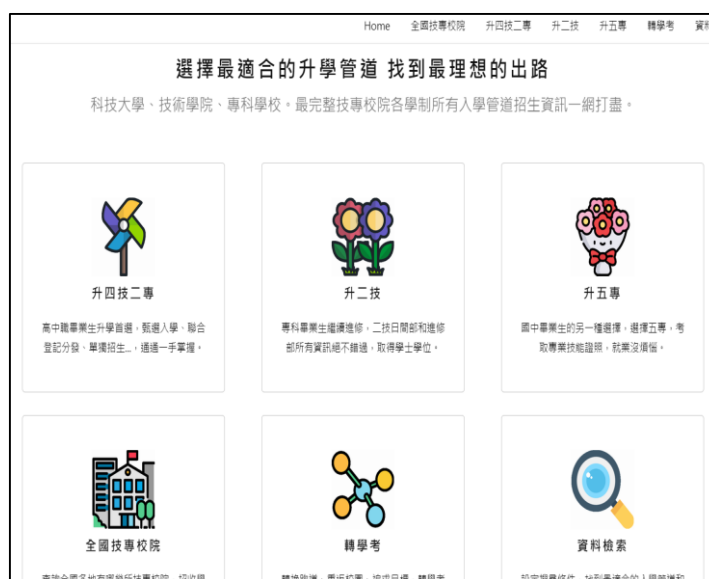 Home 全國技專校院 升四技二專 升二技 升五專 轉學考
選擇最適合的升學管道 找到最理想的出路
科技大學、技術學院、專科學校。最完整技專校院各學制所有入學管道招生資訊一網打盡。
升四技二專
高中職畢業生升學首選,甄選入學、聯合
登記分發、單獨招生...,通通一手掌握。
升二技
專科畢業生繼續進修,二技日間部和進修
部所有資訊絕不錯過,取得學士學位。
升五專
國中畢業生的另一種選擇,選擇五專,考
取專業技能證照,就業沒煩惱。
全國技專校院
轉學考
資料檢索